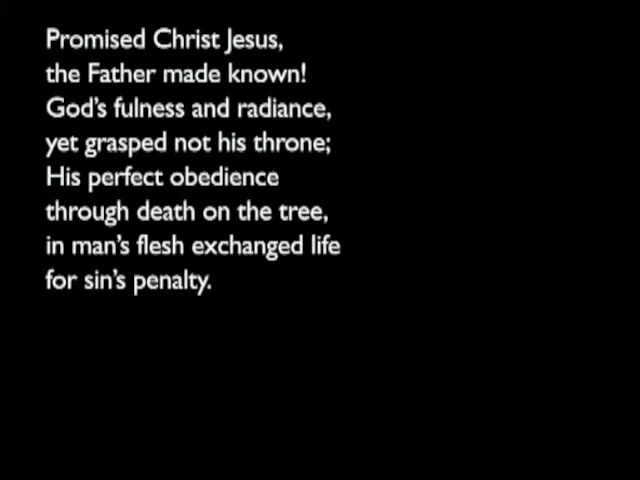 Promised Christ Jesus,
the Father made known!
God's fulness and radiance,
yet grasped not his throne;
His perfect obedience
through death on the tree,
in man's flesh exchanged life
for sin's penalty.